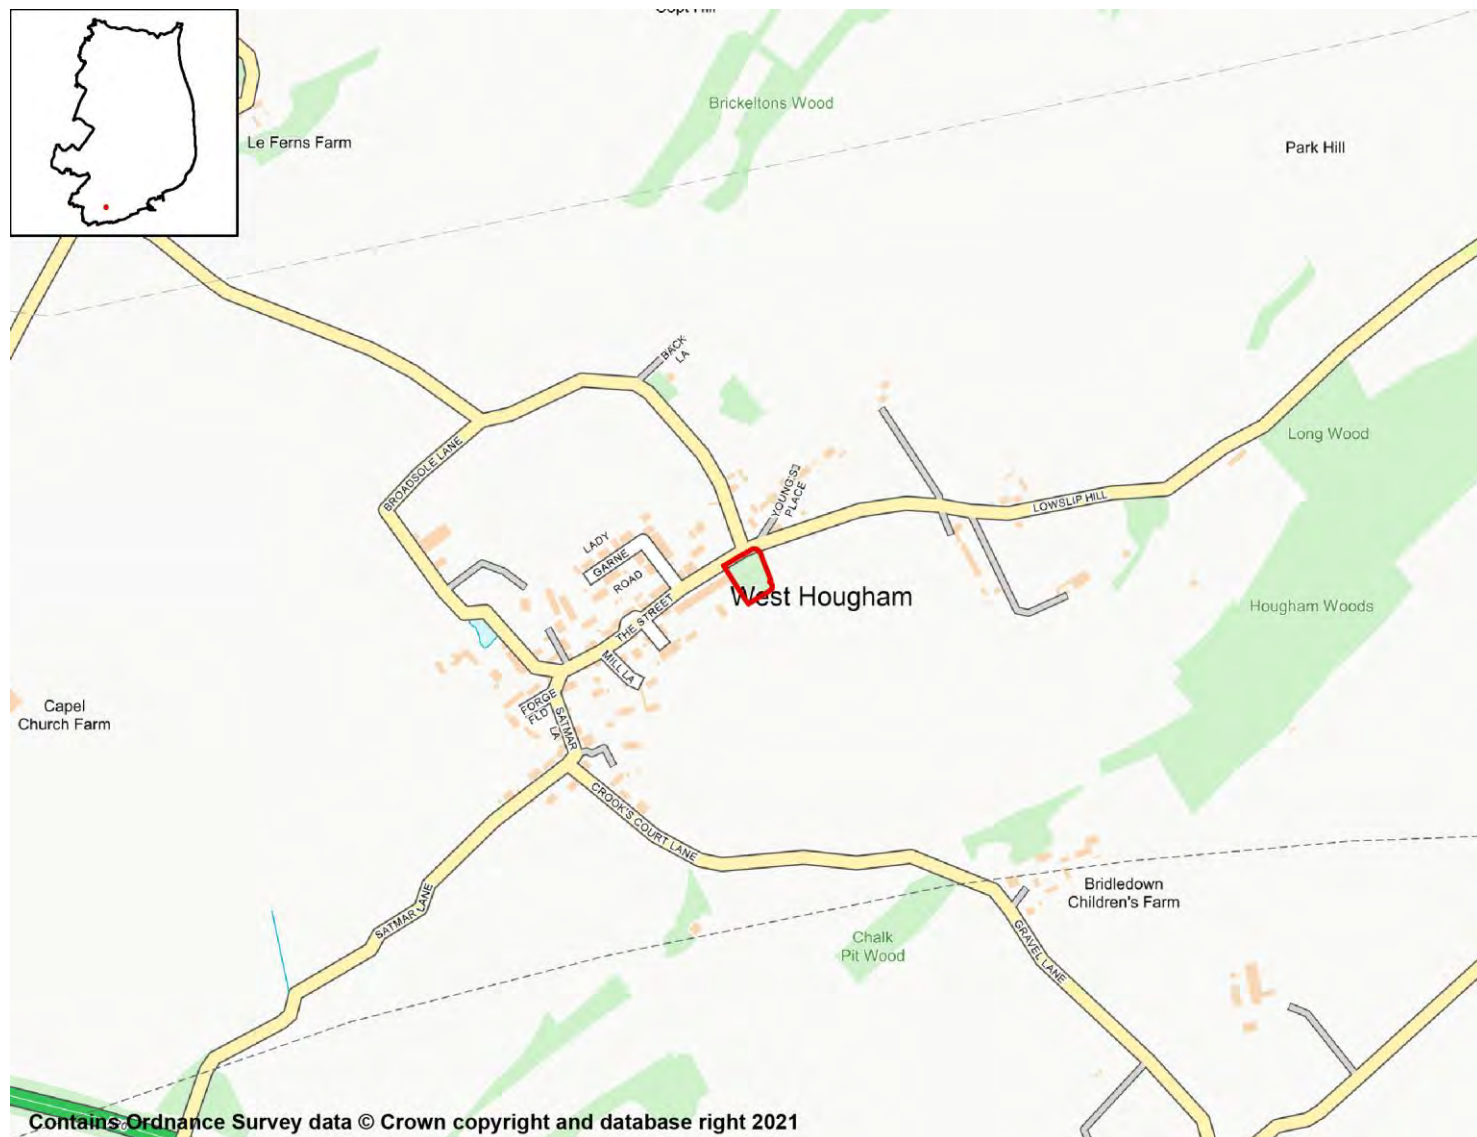 Brickeltons Wood
Le Ferns Farm
Park Hill
BACK
LA
Long Wood
BROADSOLE LANE
YOUNG'S
PLACE
LOWSLIP HILL
LADY
GARNE
ROAD
West Hougham
Hougham Woods
THE STREET
MILL LA
Capel
Church Farm
FORGE
FLD
SATMAR
LA
CROOK'S COURT LANE
Bridledown
Children's Farm
SATMAR LANE
Chalk
Pit Wood
GRAVEL LANE
Contains Ordnance Survey data © Crown copyright and database right 2021